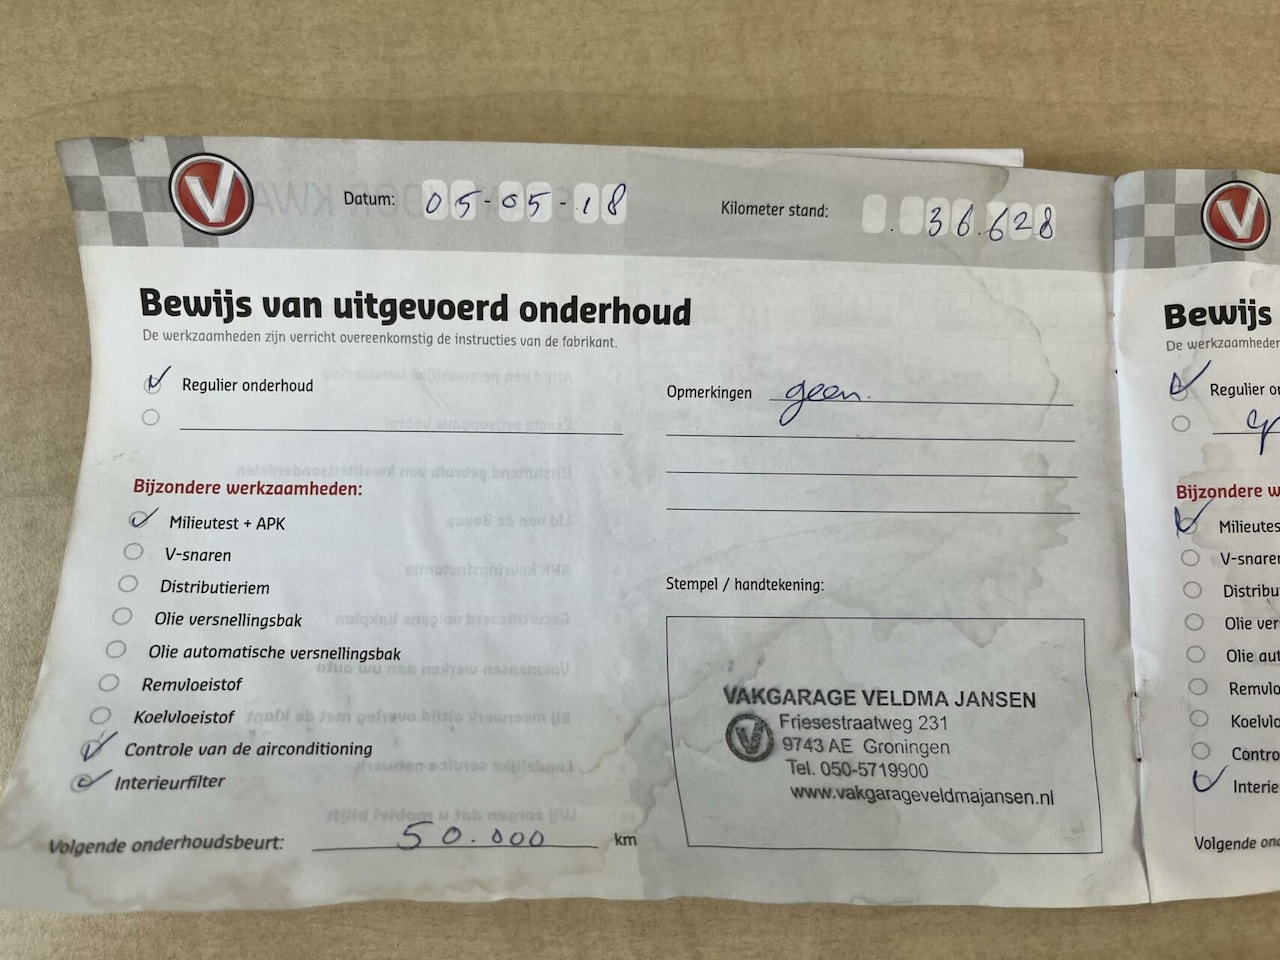 V
Datum: 05-05-18
Kilometer stand: . 36.628
Bewijs van uitgevoerd onderhoud
De werkzaamheden zijn verricht overeenkomstig de instructies van de fabrikant.
Regulier onderhoud
Opmerkingen geen.
Bijzondere werkzaamheden:
Milieutest + APK
V-snaren
Distributieriem
Olie versnellingsbak
Olie automatische versnellingsbak
Remvloeistof
Koelvloeistof
Controle van de airconditioning
Interieurfilter
Volgende onderhoudsbeurt: 50.000 km
Stempel / handtekening:
VAKGARAGE VELDMA JANSEN
V
Friesestraatweg 231
9743 AE Groningen
Tel. 050-5719900
www.vakgarageveldmajansen.nl
V
Bewijs
De werkzaamheden
Regulier
Bijzondere
Milieutes
V-snaren
Distribu
Olie ver
Olie aut
Remvlo
Koelvlo
Contro
Interie
Volgende